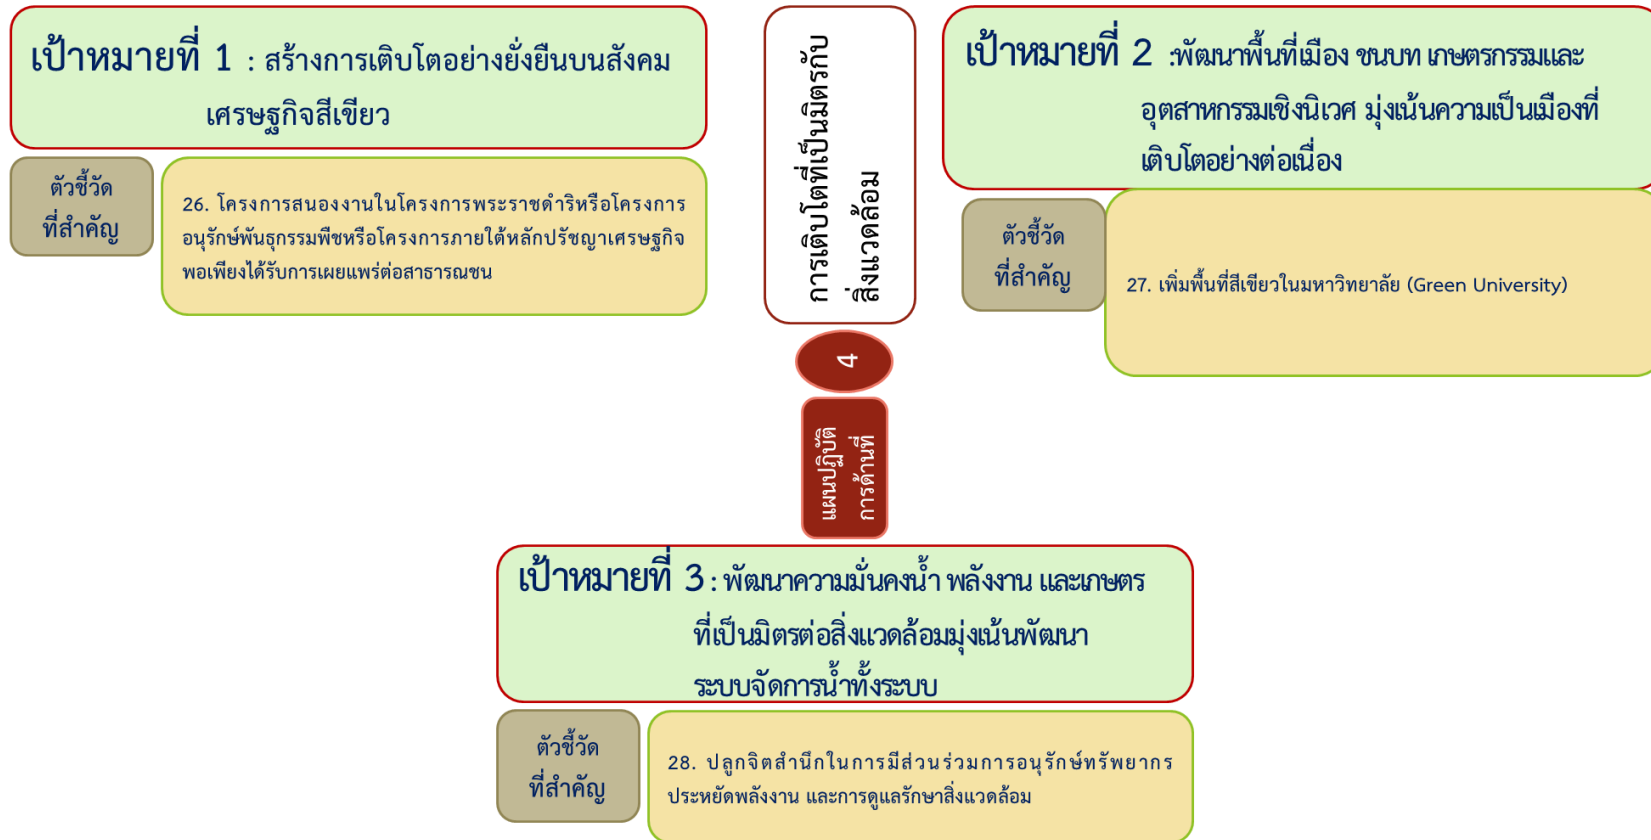 เป้าหมายที่ 1 : สร้างการเติบโตอย่างยั่งยืนบนสังคม
เศรษฐกิจสีเขียว
ตัวชี้วัด
ที่สำคัญ
26. โครงการสนองงานในโครงการพระราชดำริหรือโครงการ
อนุรักษ์พันธุกรรมพืชหรือโครงการภายใต้หลักปรัชญาเศรษฐกิจ
พอเพียงได้รับการเผยแพร่ต่อสาธารณชน
การเติบโตที่เป็นมิตรกับ
สิ่งแวดล้อม
4
แผนปฏิบัติ
การด้านที่
เป้าหมายที่ 2 :พัฒนาพื้นที่เมือง ชนบท เกษตรกรรมและ
อุตสาหกรรมเชิงนิเวศ มุ่งเน้นความเป็นเมืองที่
เติบโตอย่างต่อเนื่อง
ตัวชี้วัด
ที่สำคัญ
27. เพิ่มพื้นที่สีเขียวในมหาวิทยาลัย (Green University)
เป้าหมายที่ 3 : พัฒนาความมั่นคงน้ำ พลังงาน และเกษตร
ที่เป็นมิตรต่อสิ่งแวดล้อมมุ่งเน้นพัฒนา
ระบบจัดการน้ำทั้งระบบ
ตัวชี้วัด
ที่สำคัญ
28. ปลูกจิตสำนึกในการมีส่วนร่วมการอนุรักษ์ทรัพยากร
ประหยัดพลังงาน และการดูแลรักษาสิ่งแวดล้อม